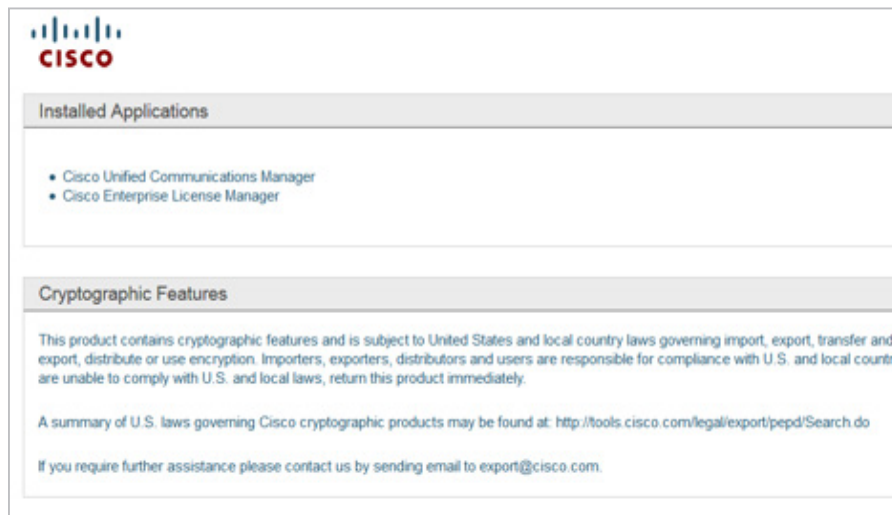 CISCO
Installed Applications
Cisco Unified Communications Manager
Cisco Enterprise License Manager
Cryptographic Features
This product contains cryptographic features and is subject to United States and local country laws governing import, export, transfer and
export, distribute or use encryption. Importers, exporters, distributors and users are responsible for compliance with U.S. and local
are unable to comply with U.S. and local laws, return this product immediately.
A summary of U.S. laws governing Cisco cryptographic products may be found at: http://tools.cisco.com/legal/export/pepd/Search.do
If you require further assistance please contact us by sending email to export@cisco.com.